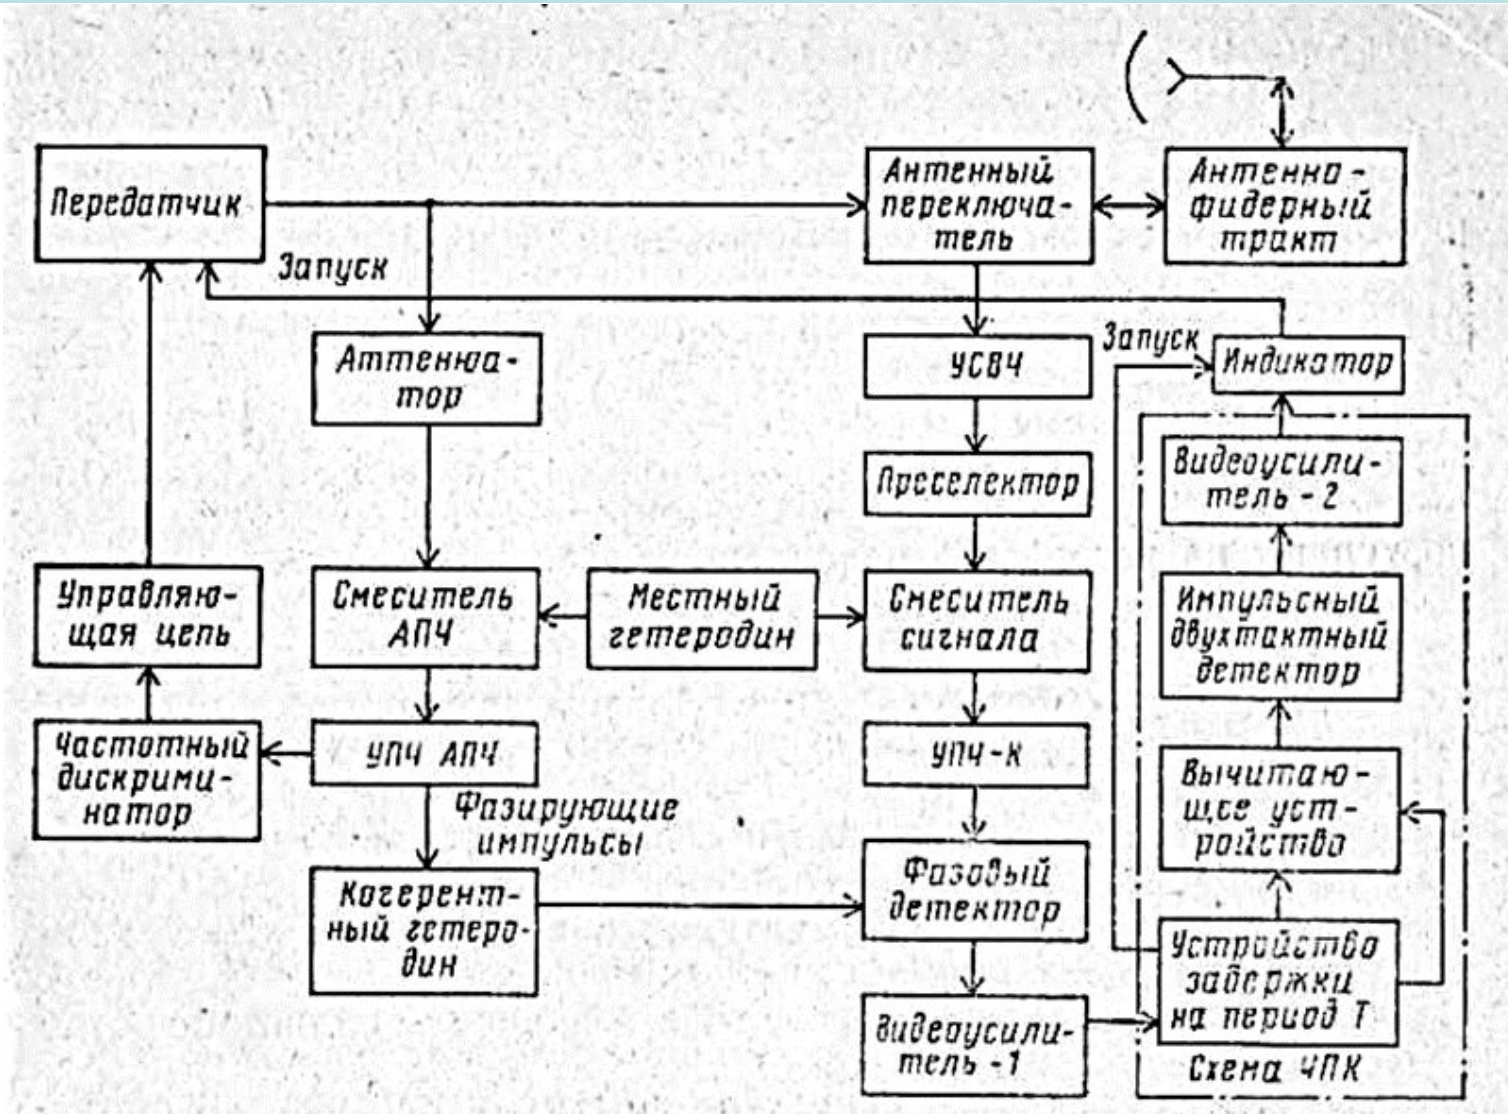 Передатчик
Антенный
переключа-
тель
Антенно-
фидерный
тракт
Запуск
Аттенюа-
тор
УСВЧ
Запуск
Индикатор
Преселектор
Видеоусили-
тель-2
Управляю-
щая цепь
Смеситель
АПЧ
Местный
гетеродин
Смеситель
сигнала
Импульсный
двухтактный
детектор
Частотный
дискрими-
натор
УПЧ АПЧ
УПЧ-К
Вычитаю-
щее уст-
ройство
Фазирующие
импульсы
Когерент-
ный гетеро-
дин
Фазовый
детектор
Устройство
задержки
на период Т
Видеоусили-
тель-1
Схема ЧПК